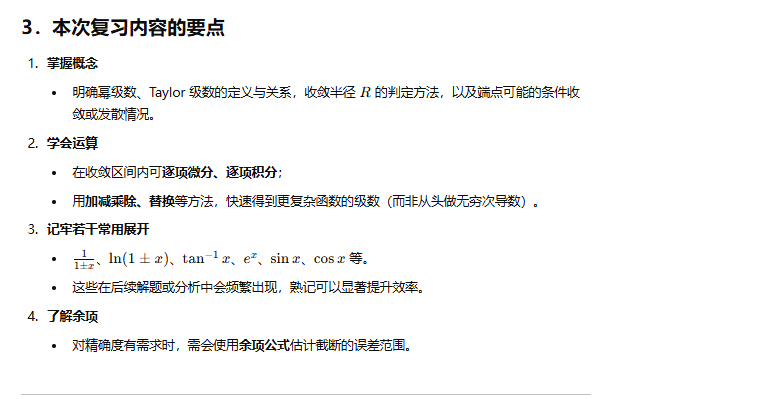 3. 本次复习内容的要点
1. 掌握概念
• 明确幂级数、Taylor 级数的定义与关系，收敛半径 R 的判定方法，以及端点可能的条件收
敛或发散情况。
2. 学会运算
• 在收敛区间内可逐项微分、逐项积分；
• 用加减乘除、替换等方法，快速得到更复杂函数的级数（而非从头做无穷次导数）。
3. 记牢若干常用展开
• \frac{1}{1±x}、ln(1 ± x)、tan⁻¹ x、eˣ、sin x、cos x 等。
• 这些在后续解题或分析中会频繁出现，熟记可以显著提升效率。
4. 了解余项
• 对精确度有需求时，需会使用余项公式估计截断的误差范围。